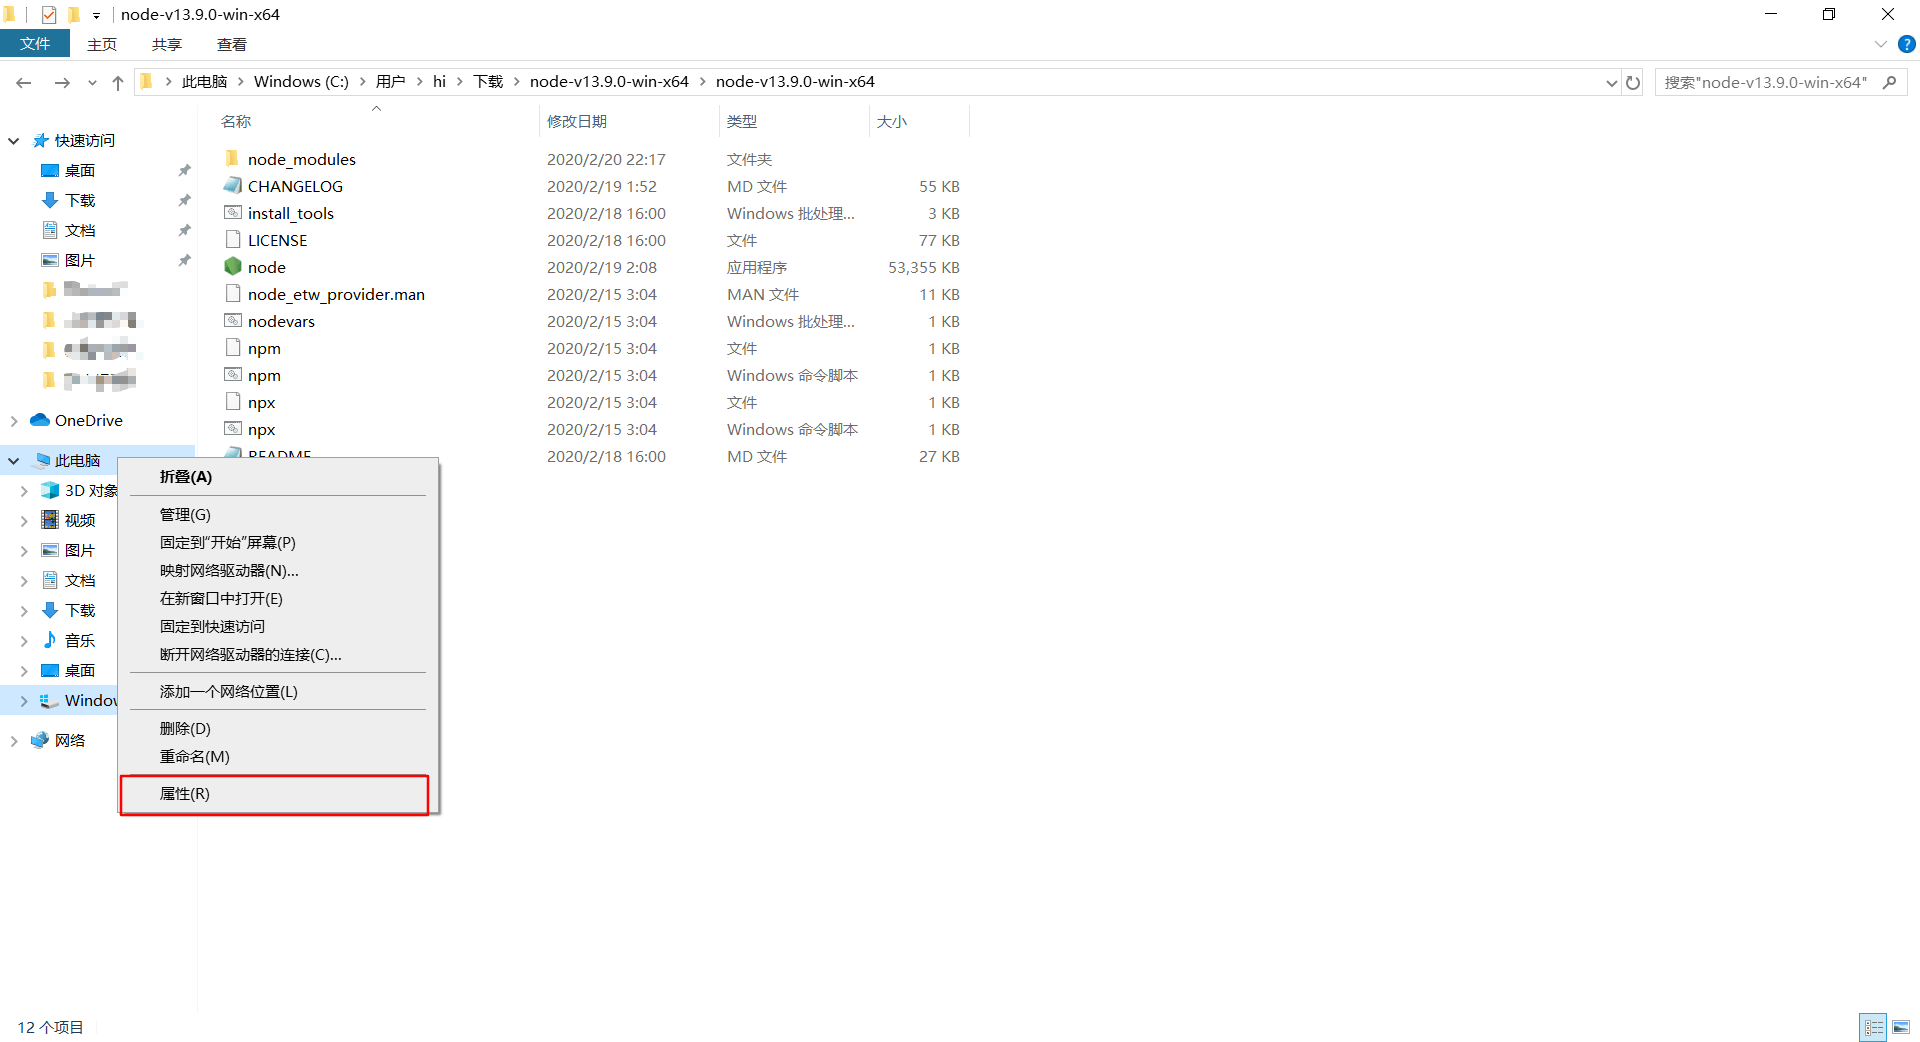 node-v13.9.0-win-x64
文件 主页 共享 查看
此电脑 Windows (C:) 用户 hi 下载 node-v13.9.0-win-x64 node-v13.9.0-win-x64
搜索"node-v13.9.0-win-x64"
名称 修改日期 类型 大小
node_modules 2020/2/20 22:17 文件夹
CHANGELOG 2020/2/19 1:52 MD 文件 55 KB
install_tools 2020/2/18 16:00 Windows 批处理... 3 KB
LICENSE 2020/2/18 16:00 文件 77 KB
node 2020/2/19 2:08 应用程序 53,355 KB
node_etw_provider.man 2020/2/15 3:04 MAN 文件 11 KB
nodevars 2020/2/15 3:04 Windows 批处理... 1 KB
npm 2020/2/15 3:04 文件 1 KB
npm 2020/2/15 3:04 Windows 命令脚本 1 KB
npx 2020/2/15 3:04 文件 1 KB
npx 2020/2/15 3:04 Windows 命令脚本 1 KB
README 2020/2/18 16:00 MD 文件 27 KB
快速访问
桌面
下载
文档
图片
OneDrive
此电脑
3D 对象
视频
图片
文档
下载
音乐
桌面
Window
网络
折叠(A)
管理(G)
固定到“开始”屏幕(P)
映射网络驱动器(N)...
在新窗口中打开(E)
固定到快速访问
断开网络驱动器的连接(C)...
添加一个网络位置(L)
删除(D)
重命名(M)
属性(R)
12 个项目